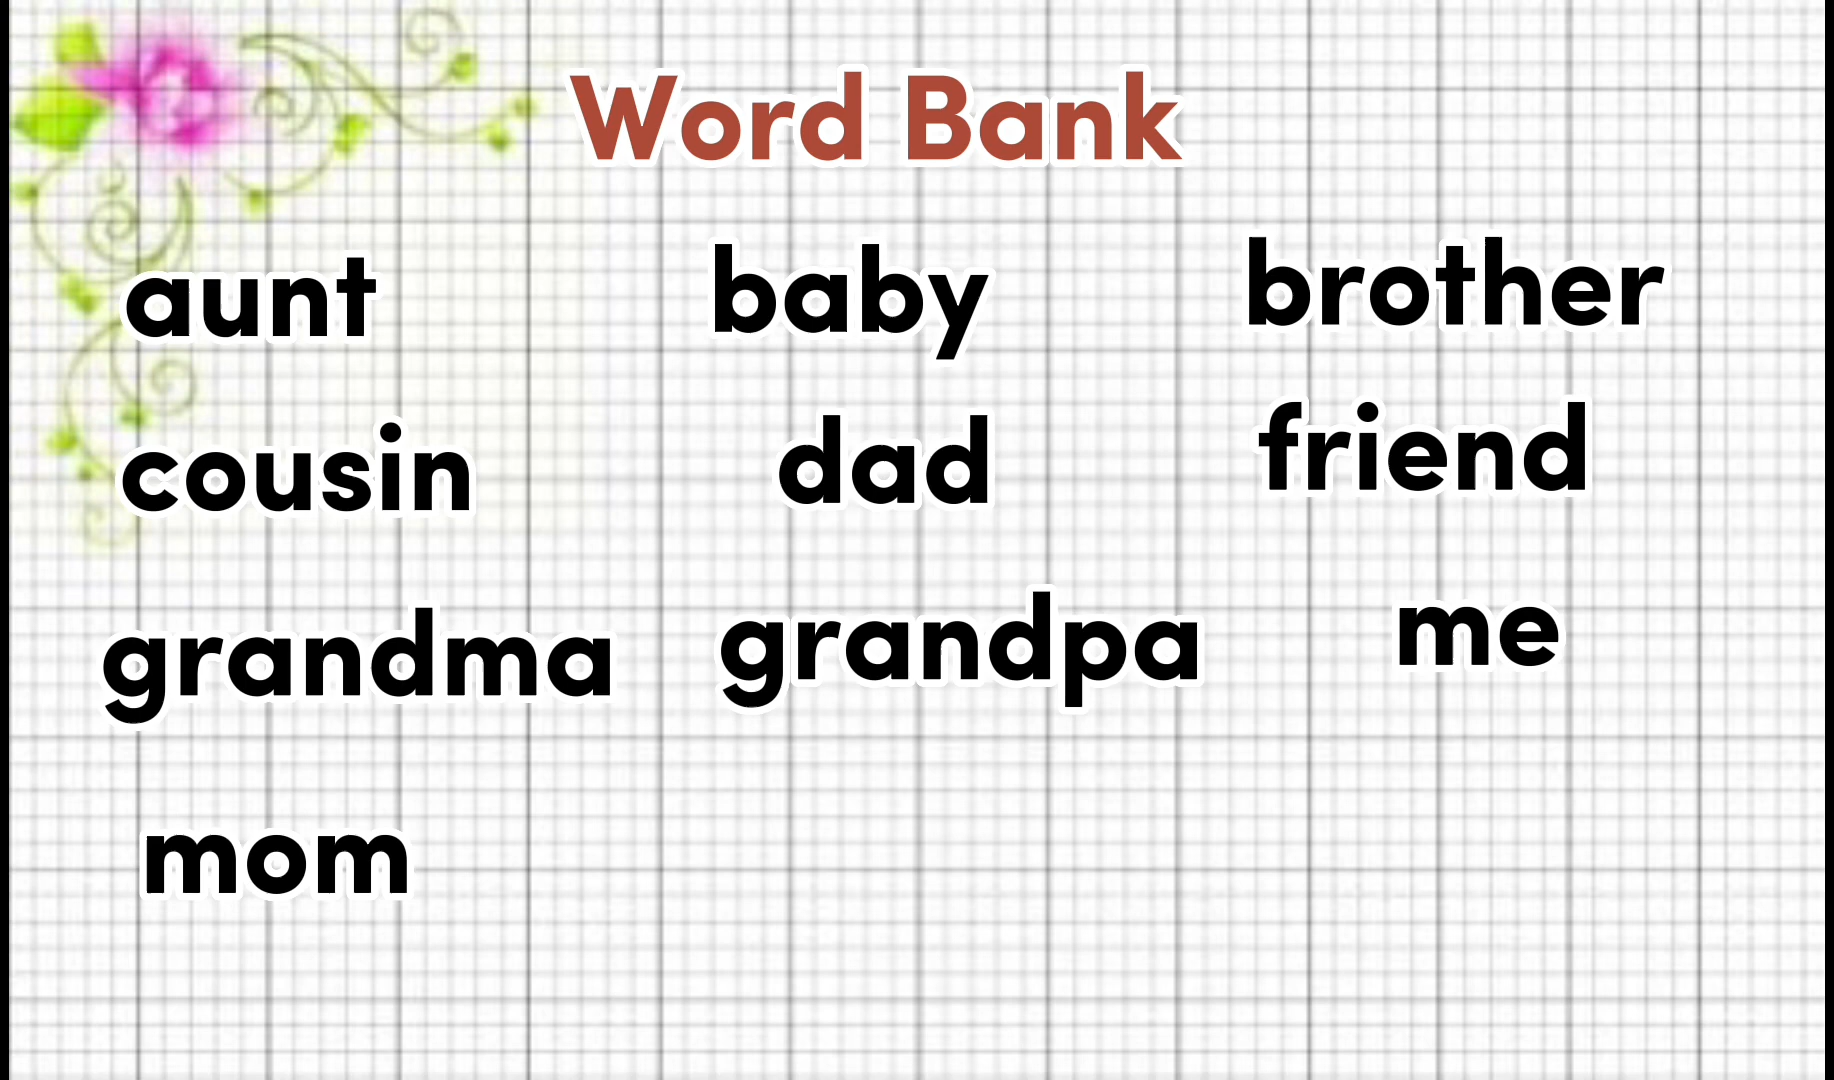 Word Bank
aunt baby brother
cousin dad friend
grandma grandpa me
mom